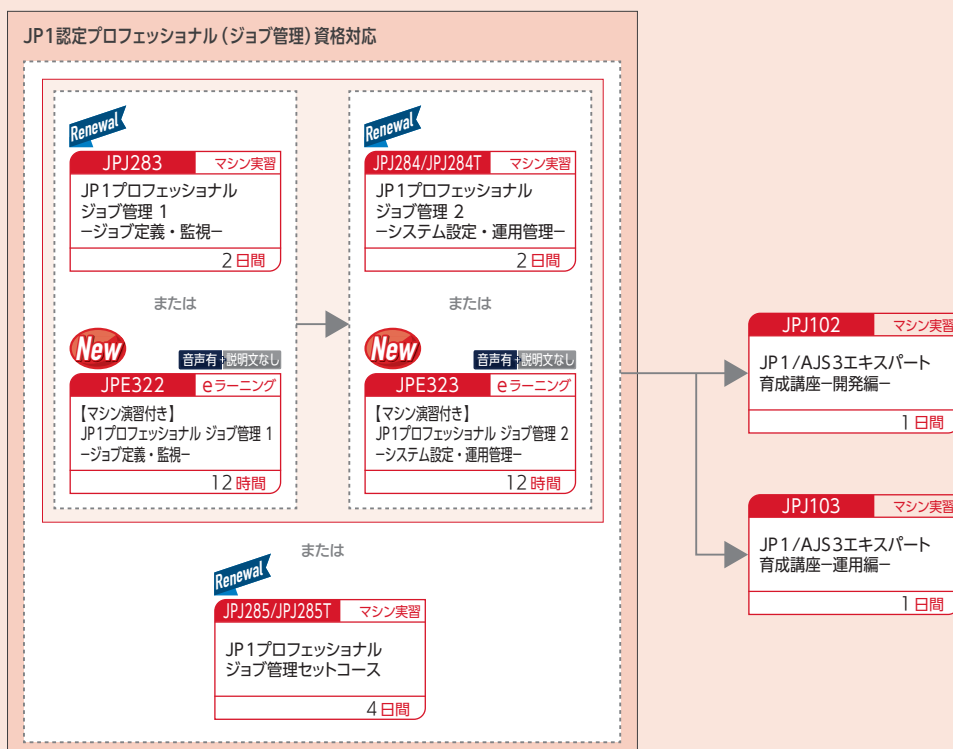 JP1認定プロフェッショナル（ジョブ管理）資格対応
Renewal
JPJ283 マシン実習
JP1プロフェッショナル
ジョブ管理 1
−ジョブ定義・監視−
2日間
または
New
音声有・説明文なし
JPE322 eラーニング
【マシン演習付き】
JP1プロフェッショナル ジョブ管理 1
−ジョブ定義・監視−
12時間
Renewal
JPJ284/JPJ284T マシン実習
JP1プロフェッショナル
ジョブ管理 2
−システム設定・運用管理−
2日間
または
New
音声有・説明文なし
JPE323 eラーニング
【マシン演習付き】
JP1プロフェッショナル ジョブ管理 2
−システム設定・運用管理−
12時間
または
Renewal
JPJ285/JPJ285T マシン実習
JP1プロフェッショナル
ジョブ管理セットコース
4日間
JPJ102 マシン実習
JP1/AJS3エキスパート
育成講座−開発編−
1日間
JPJ103 マシン実習
JP1/AJS3エキスパート
育成講座−運用編−
1日間